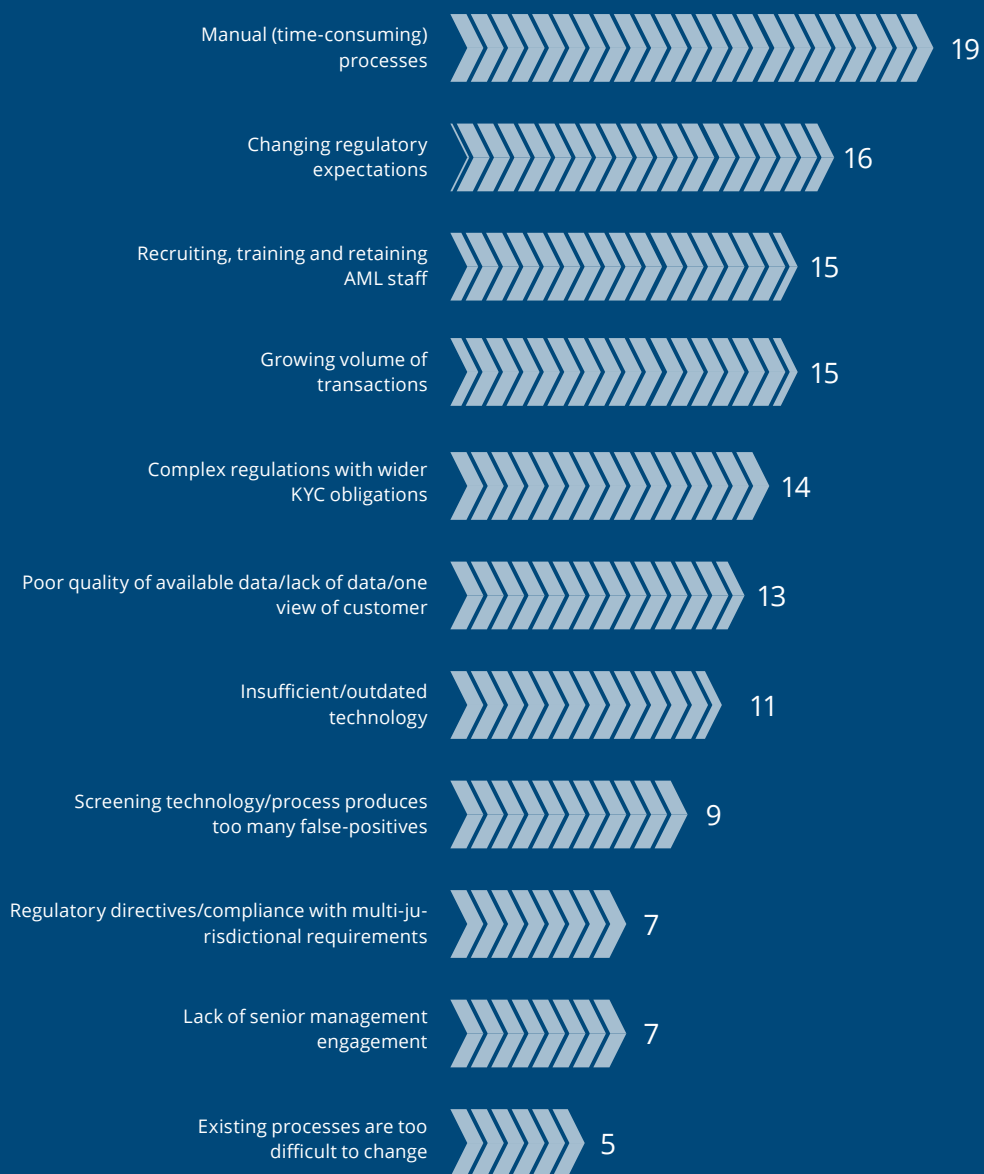 Manual (time-consuming)
processes
19
Changing regulatory
expectations
16
Recruiting, training and retaining
AML staff
15
Growing volume of
transactions
15
Complex regulations with wider
KYC obligations
14
Poor quality of available data/lack of data/one
view of customer
13
Insufficient/outdated
technology
11
Screening technology/process produces
too many false-positives
9
Regulatory directives/compliance with multi-ju-
risdictional requirements
7
Lack of senior management
engagement
7
Existing processes are too
difficult to change
5